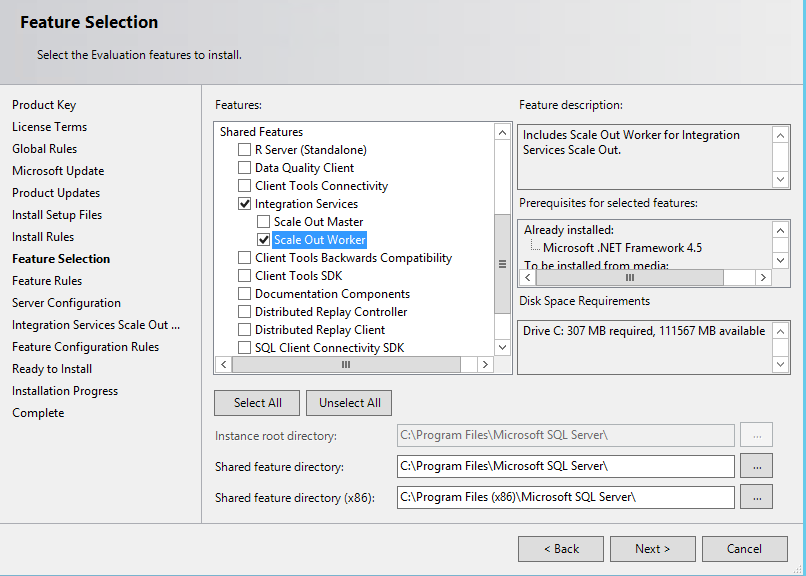 Feature Selection
Select the Evaluation features to install.
Product Key
License Terms
Global Rules
Microsoft Update
Product Updates
Install Setup Files
Install Rules
Feature Selection
Feature Rules
Server Configuration
Integration Services Scale Out ...
Feature Configuration Rules
Ready to Install
Installation Progress
Complete
Features:
Shared Features
R Server (Standalone)
Data Quality Client
Client Tools Connectivity
Integration Services
Scale Out Master
Scale Out Worker
Client Tools Backwards Compatibility
Client Tools SDK
Documentation Components
Distributed Replay Controller
Distributed Replay Client
SQL Client Connectivity SDK
Feature description:
Includes Scale Out Worker for Integration
Services Scale Out.
Prerequisites for selected features:
Already installed:
Microsoft .NET Framework 4.5
To be installed from media:
Disk Space Requirements
Drive C: 307 MB required, 111567 MB available
Select All
Unselect All
Instance root directory:
C:\Program Files\Microsoft SQL Server\
...
Shared feature directory:
C:\Program Files\Microsoft SQL Server\
...
Shared feature directory (x86):
C:\Program Files (x86)\Microsoft SQL Server\
...
< Back
Next >
Cancel